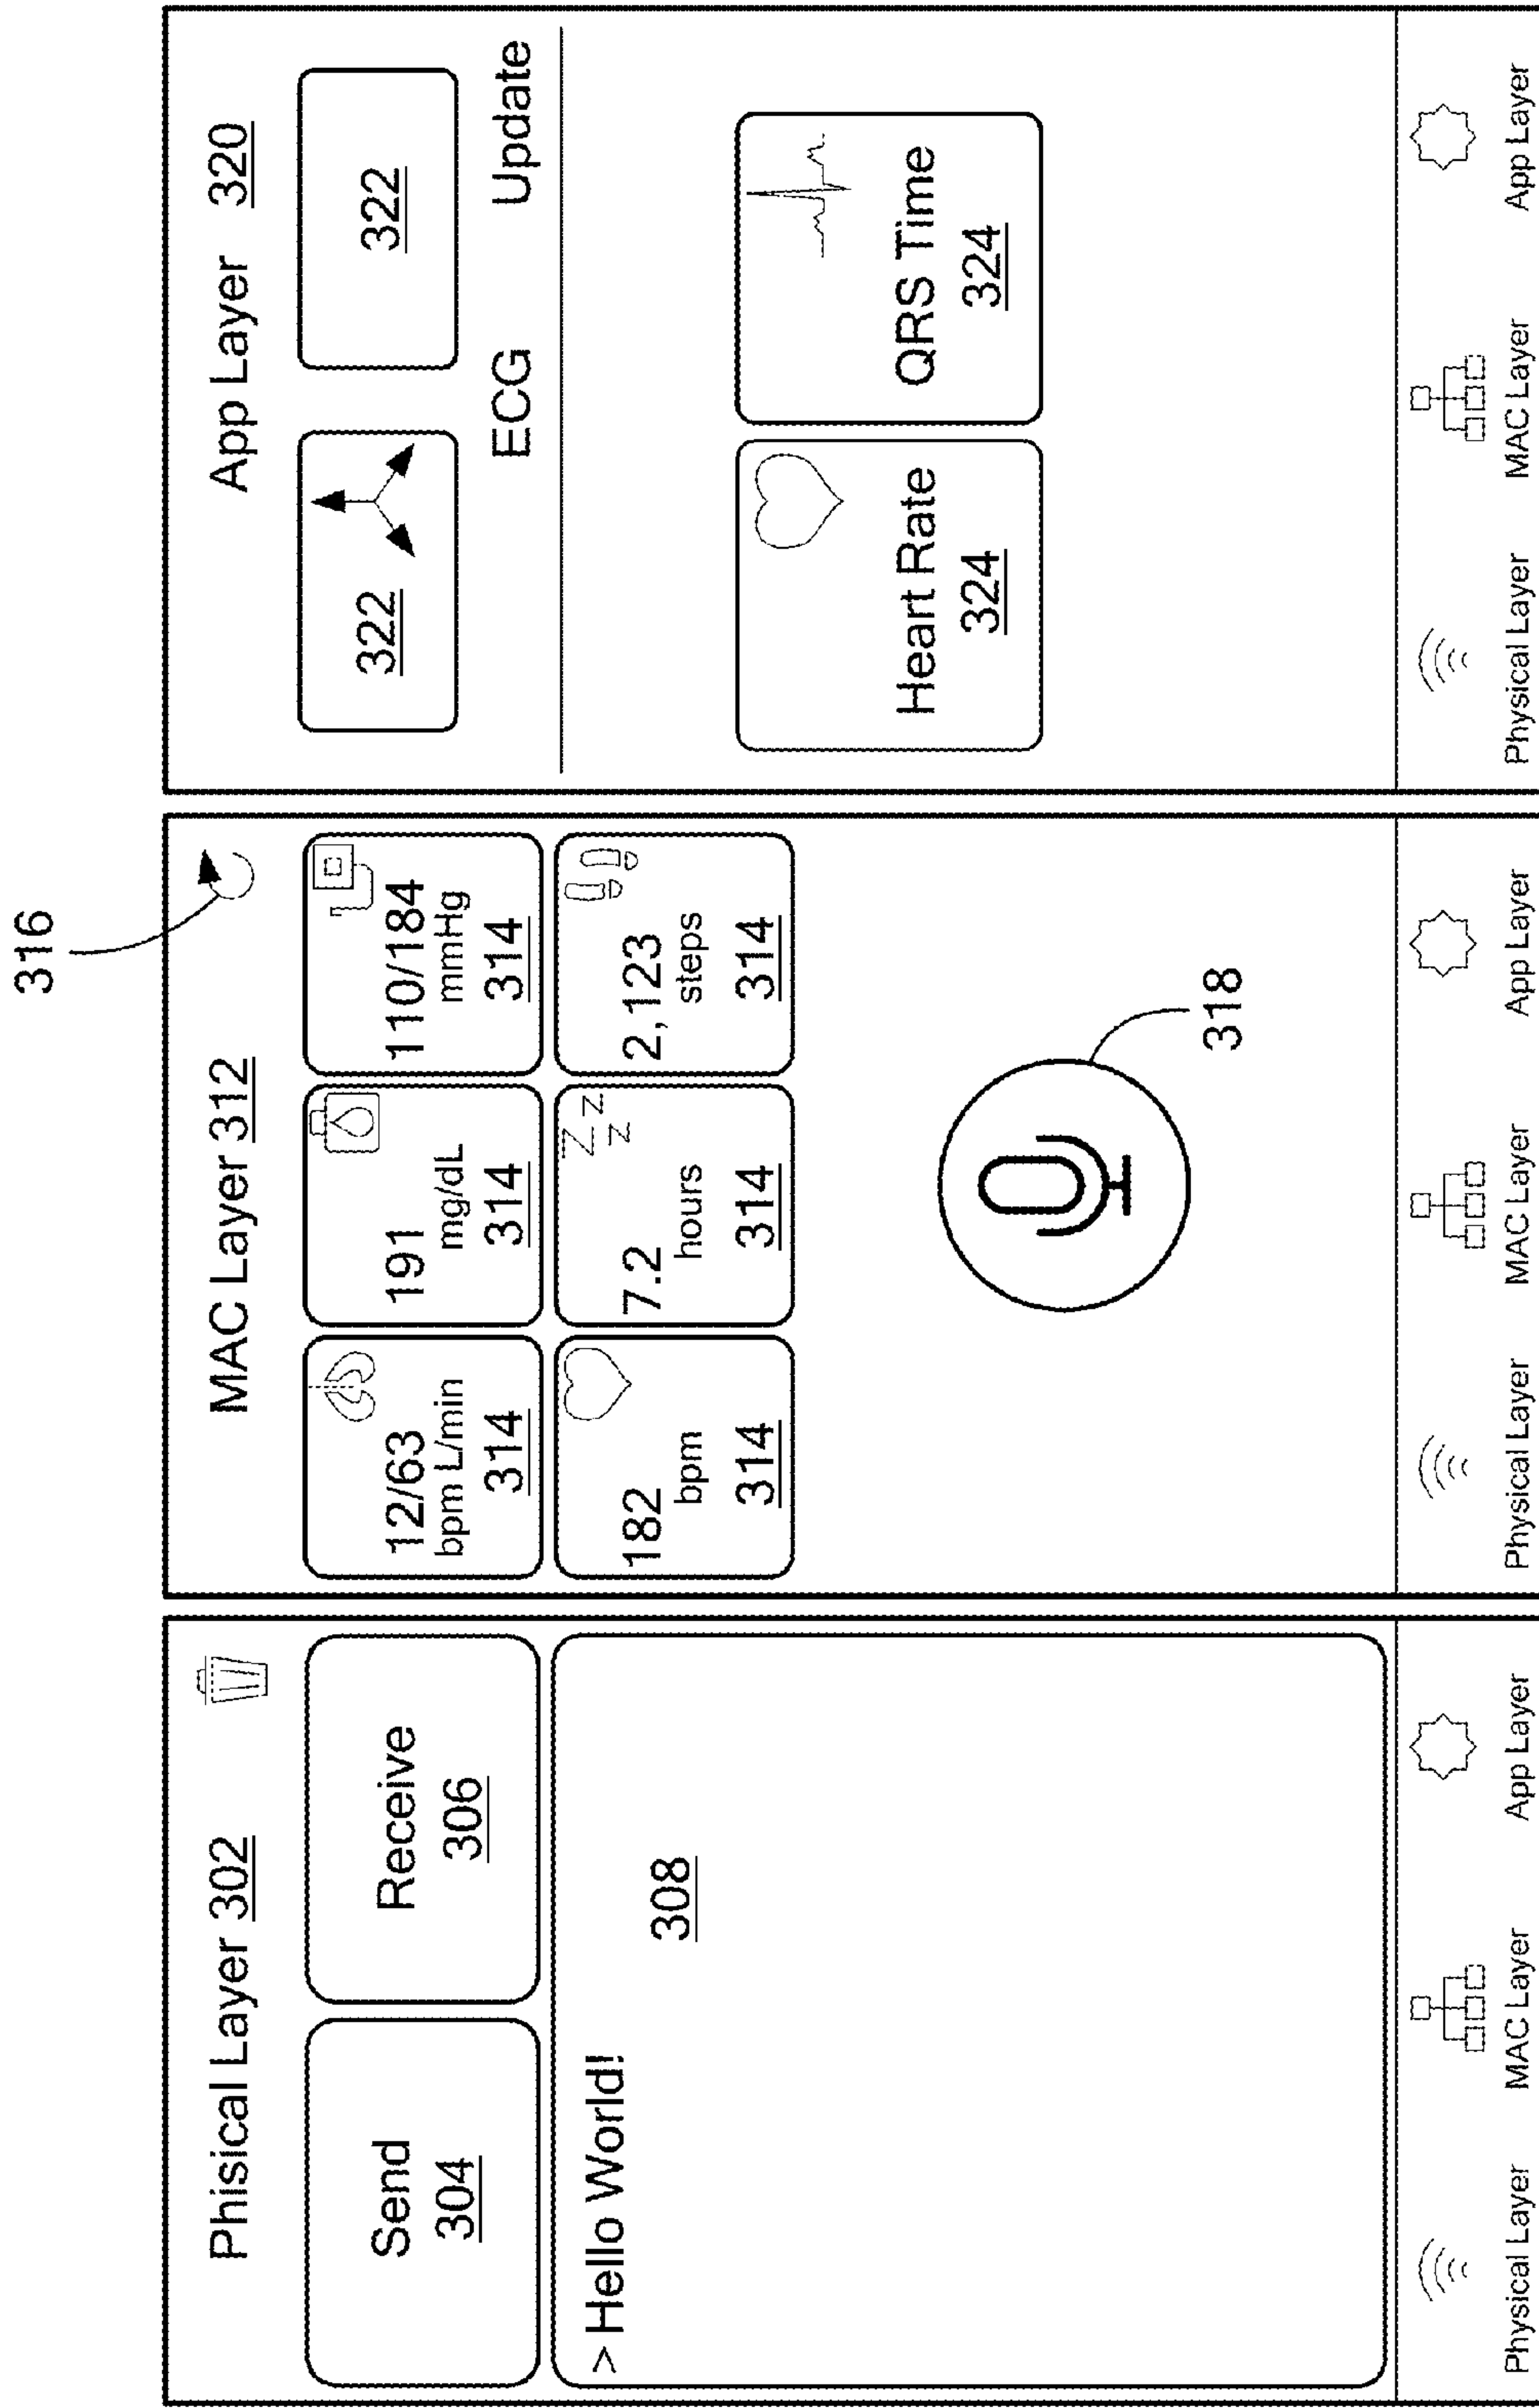 Phisical Layer 302
Send
304
Receive
306
> Hello World!
308
Physical Layer
MAC Layer
App Layer
316
MAC Layer 312
12/63
bpm L/min
314
191
mg/dL
314
110/184
mmHg
314
182
bpm
314
7.2
hours
314
2,123
steps
314
Z z z
318
Physical Layer
MAC Layer
App Layer
App Layer 320
322
322
ECG
Update
Heart Rate
324
QRS Time
324
Physical Layer
MAC Layer
App Layer